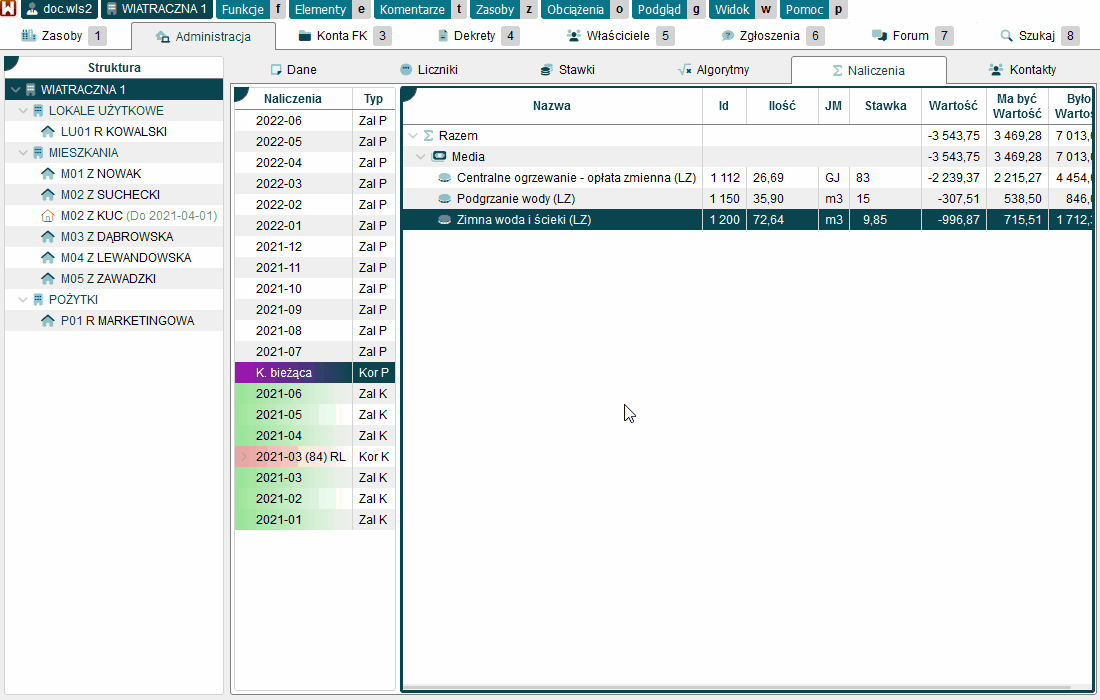 doc.wls2 WIATRACZNA 1 Funkcje f Elementy e Komentarze t Zasoby z Obciążenia o Podgląd g Widok w Pomoc p
Zasoby 1 Administracja Konta FK 3 Dekrety 4 Właściciele 5 Zgłoszenia 6 Forum 7 Szukaj 8
Struktura
WIATRACZNA 1
LOKALE UŻYTKOWE
LU01 R KOWALSKI
MIESZKANIA
M01 Z NOWAK
M02 Z SUCHECKI
M02 Z KUC (Do 2021-04-01)
M03 Z DĄBROWSKA
M04 Z LEWANDOWSKA
M05 Z ZAWADZKI
POŻYTKI
P01 R MARKETINGOWA
Dane Liczniki Stawki Algorytmy Naliczenia Kontakty
Naliczenia Typ
2022-06 Zal P
2022-05 Zal P
2022-04 Zal P
2022-03 Zal P
2022-02 Zal P
2022-01 Zal P
2021-12 Zal P
2021-11 Zal P
2021-10 Zal P
2021-09 Zal P
2021-08 Zal P
2021-07 Zal P
K. bieżąca Kor P
2021-06 Zal K
2021-05 Zal K
2021-04 Zal K
2021-03 (84) RL Kor K
2021-03 Zal K
2021-02 Zal K
2021-01 Zal K
Nazwa Id Ilość JM Stawka Wartość Ma być Wartość Było
Razem -3 543,75 3 469,28 7 013,
Media -3 543,75 3 469,28 7 013,
Centralne ogrzewanie - opłata zmienna (LZ) 1 112 26,69 GJ 83 -2 239,37 2 215,27 4 454,
Podgrzanie wody (LZ) 1 150 35,90 m3 15 -307,51 538,50 846,
Zimna woda i ścieki (LZ) 1 200 72,64 m3 9,85 -996,87 715,51 1 712,